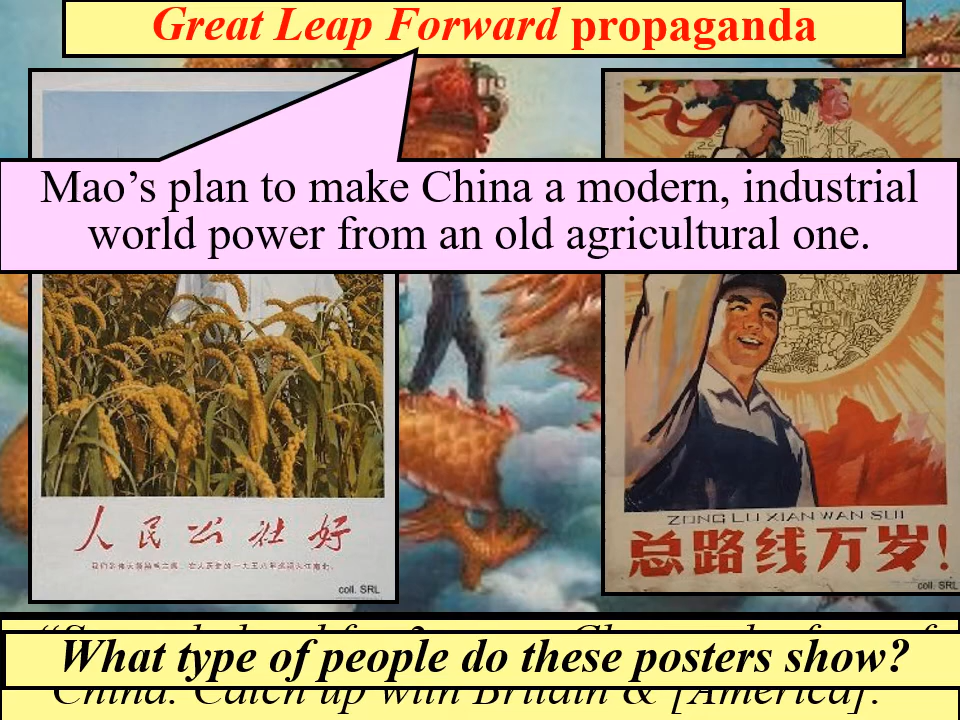 Great Leap Forward propaganda
Mao’s plan to make China a modern, industrial
world power from an old agricultural one.
人民公社好
coll. SRL
ZONG LU XIAN WAN SUI
总路线万岁!
coll. SRL
What type of people do these posters show?
China. Catch up with Britain & [America].